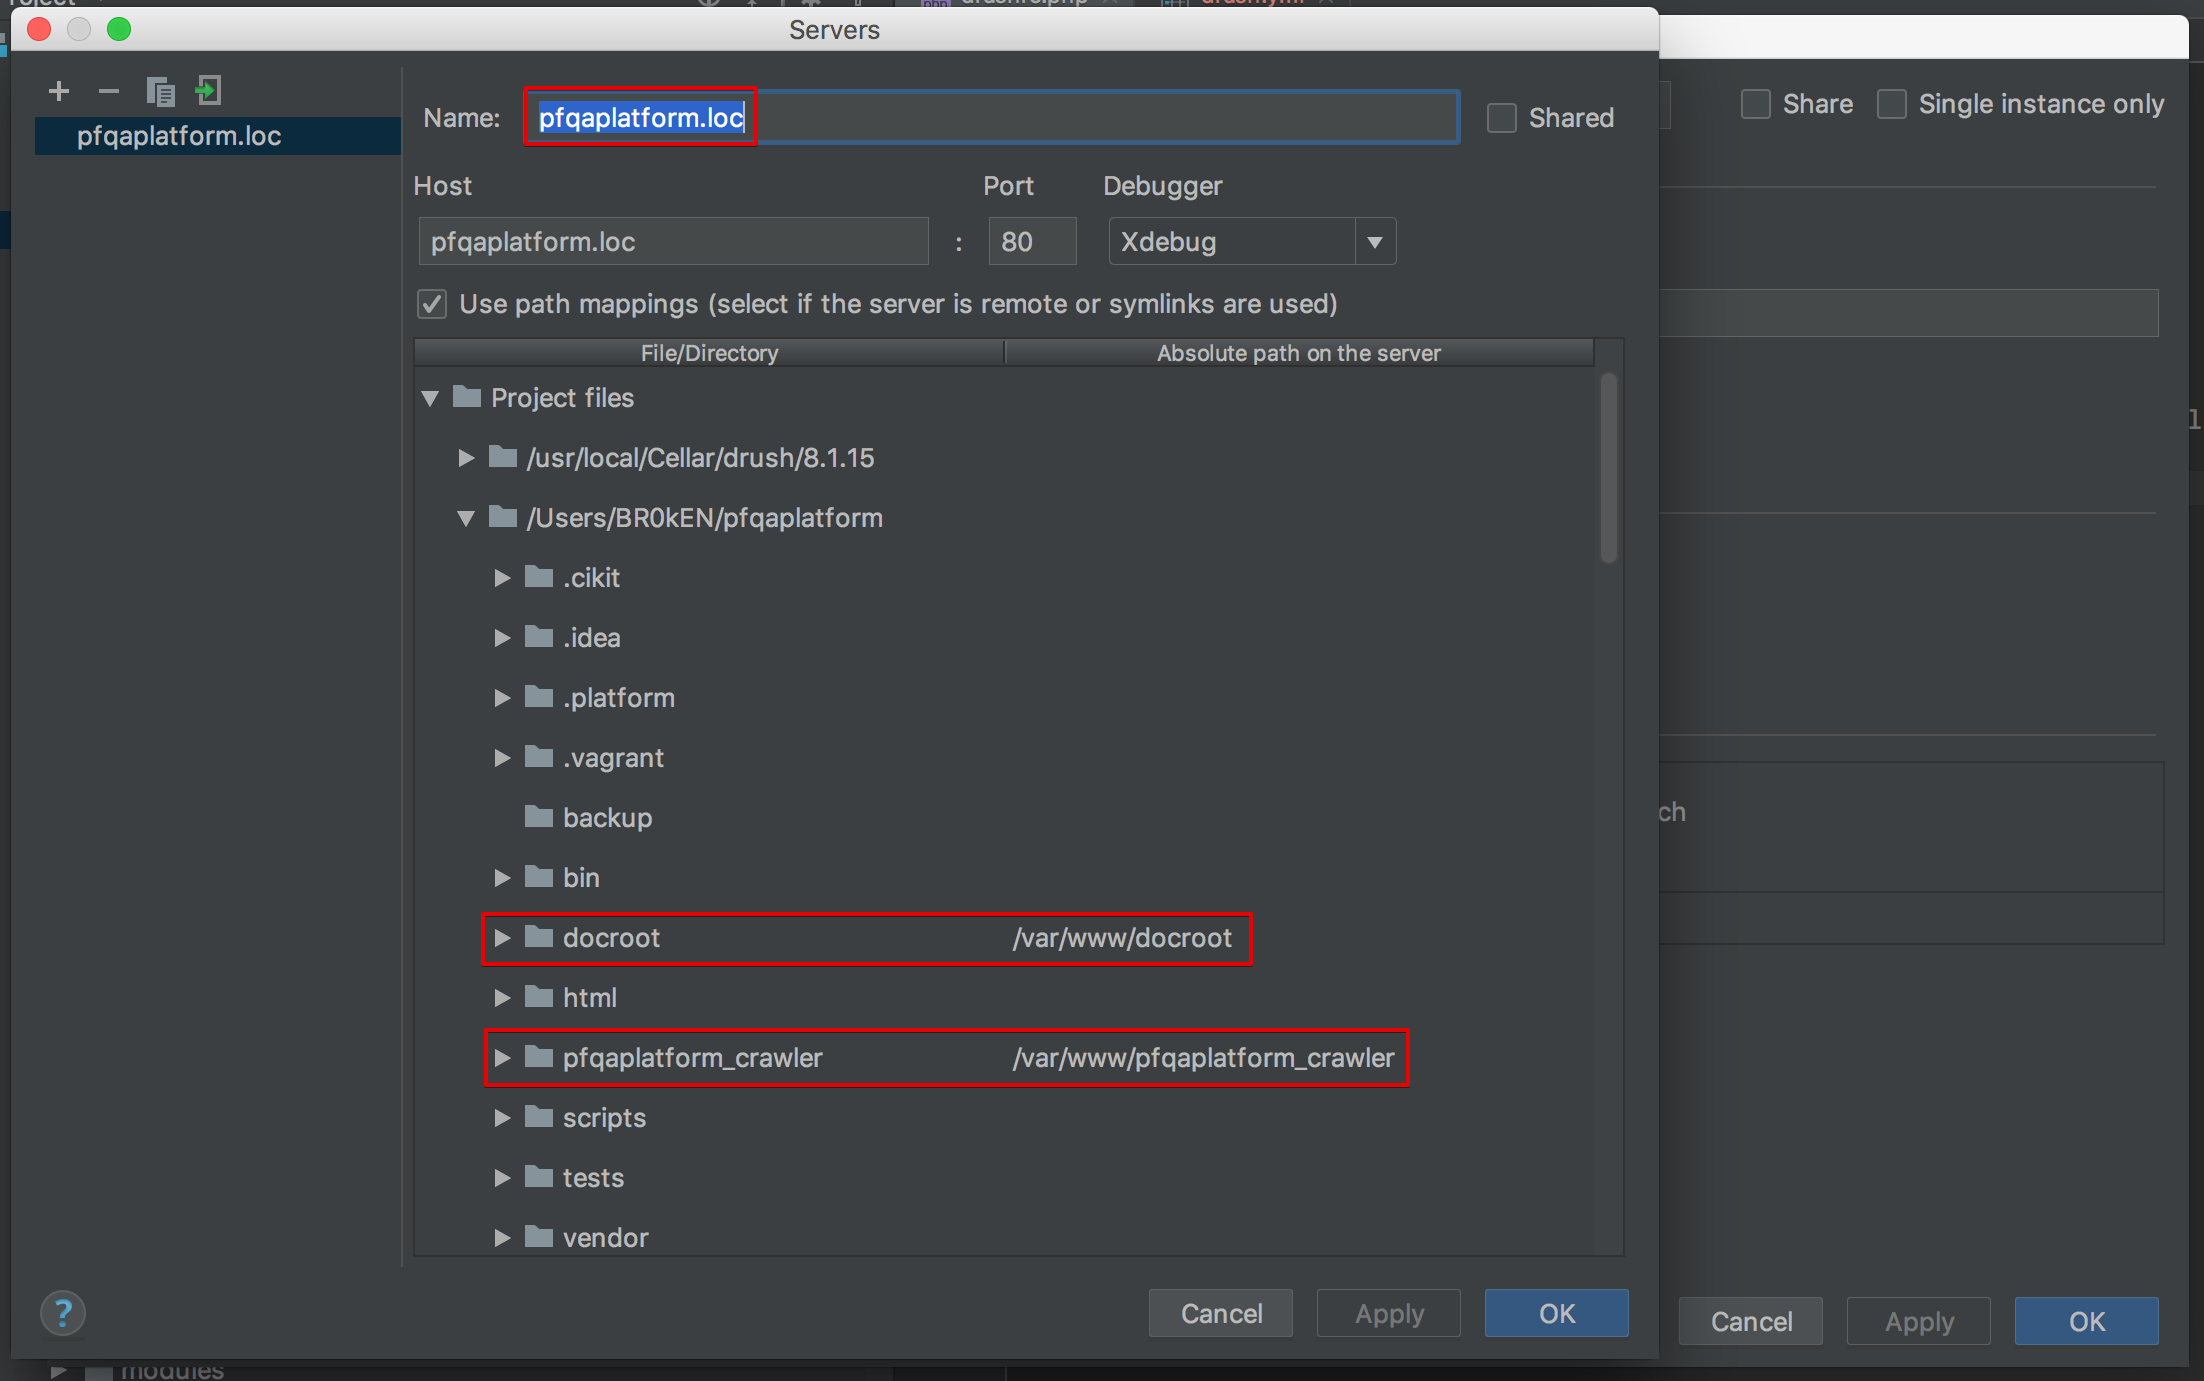 Servers
pfqaplatform.loc
Name: pfqaplatform.loc Shared
Share Single instance only
Host Port Debugger
pfqaplatform.loc : 80 Xdebug
Use path mappings (select if the server is remote or symlinks are used)
File/Directory Absolute path on the server
Project files
/usr/local/Cellar/drush/8.1.15
/Users/BR0kEN/pfqaplatform
.cikit
.idea
.platform
.vagrant
backup
bin
docroot /var/www/docroot
html
pfqaplatform_crawler /var/www/pfqaplatform_crawler
scripts
tests
vendor
ch
? Cancel Apply OK
Cancel Apply OK
modules